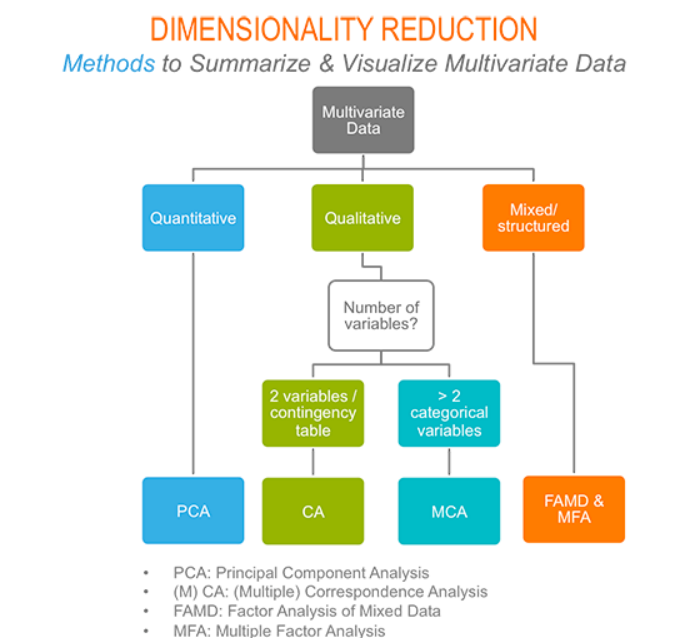 DIMENSIONALITY REDUCTION
Methods to Summarize & Visualize Multivariate Data
Multivariate
Data
Quantitative
Qualitative
Mixed/
structured
Number of
variables?
2 variables /
contingency
table
> 2
categorical
variables
PCA
CA
MCA
FAMD &
MFA
• PCA: Principal Component Analysis
• (M) CA: (Multiple) Correspondence Analysis
• FAMD: Factor Analysis of Mixed Data
• MFA: Multiple Factor Analysis